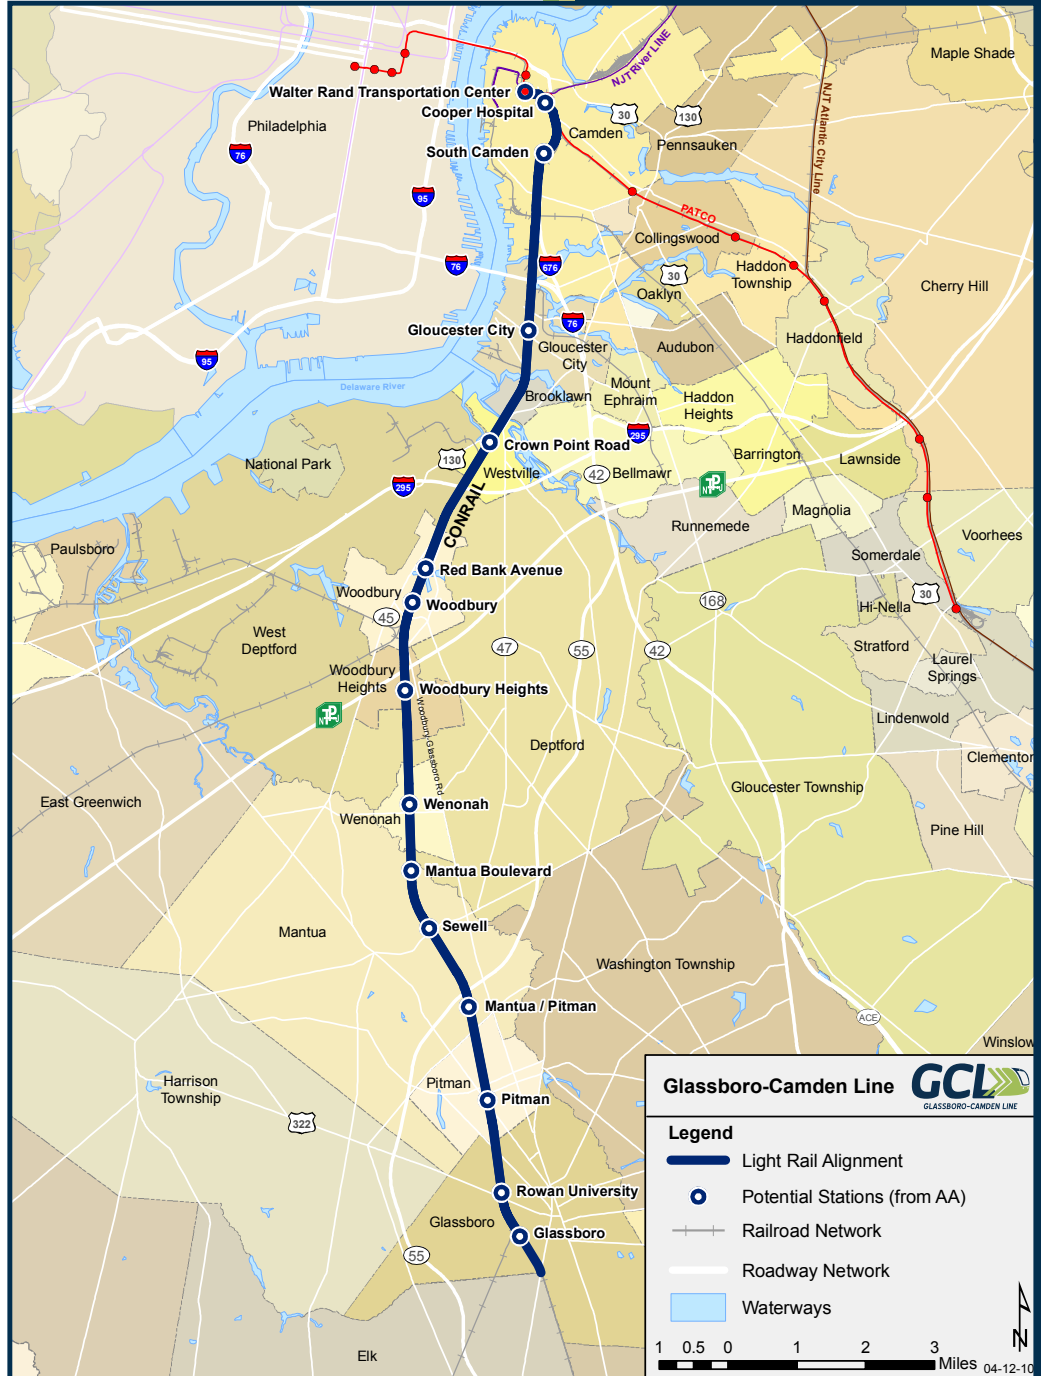 Maple Shade
NJT River LINE
Walter Rand Transportation Center
Cooper Hospital
Philadelphia
30
130
Camden
Pennsauken
NJT Atlantic City Line
76
South Camden
95
PATCO
Collingswood
76
676
30
Haddon
Township
Oaklyn
Cherry Hill
Gloucester City
76
Gloucester
City
Audubon
Haddonfield
95
Delaware River
Brooklawn
Mount
Ephraim
Haddon
Heights
Crown Point Road
295
130
National Park
Westville
42
Bellmawr
Barrington
Lawnside
295
CONRAIL
NTPJ
Runnemede
Magnolia
Paulsboro
Voorhees
Somerdale
Red Bank Avenue
Woodbury
Woodbury
45
168
Hi-Nella
30
West
Deptford
47
55
42
Stratford
Woodbury
Heights
Woodbury Heights
Laurel
Springs
NTPJ
Woodbury-Glassboro Rd
Lindenwold
Deptford
Clementon
East Greenwich
Wenonah
Wenonah
Gloucester Township
Pine Hill
Mantua Boulevard
Mantua
Sewell
Washington Township
Mantua / Pitman
ACE
Winslow
Harrison
Township
Pitman
Pitman
322
Rowan University
Glassboro
Glassboro
55
Elk
Glassboro-Camden Line
GCL
GLASSBORO-CAMDEN LINE
Legend
Light Rail Alignment
Potential Stations (from AA)
Railroad Network
Roadway Network
Waterways
N
1 0.5 0 1 2 3
Miles
04-12-10